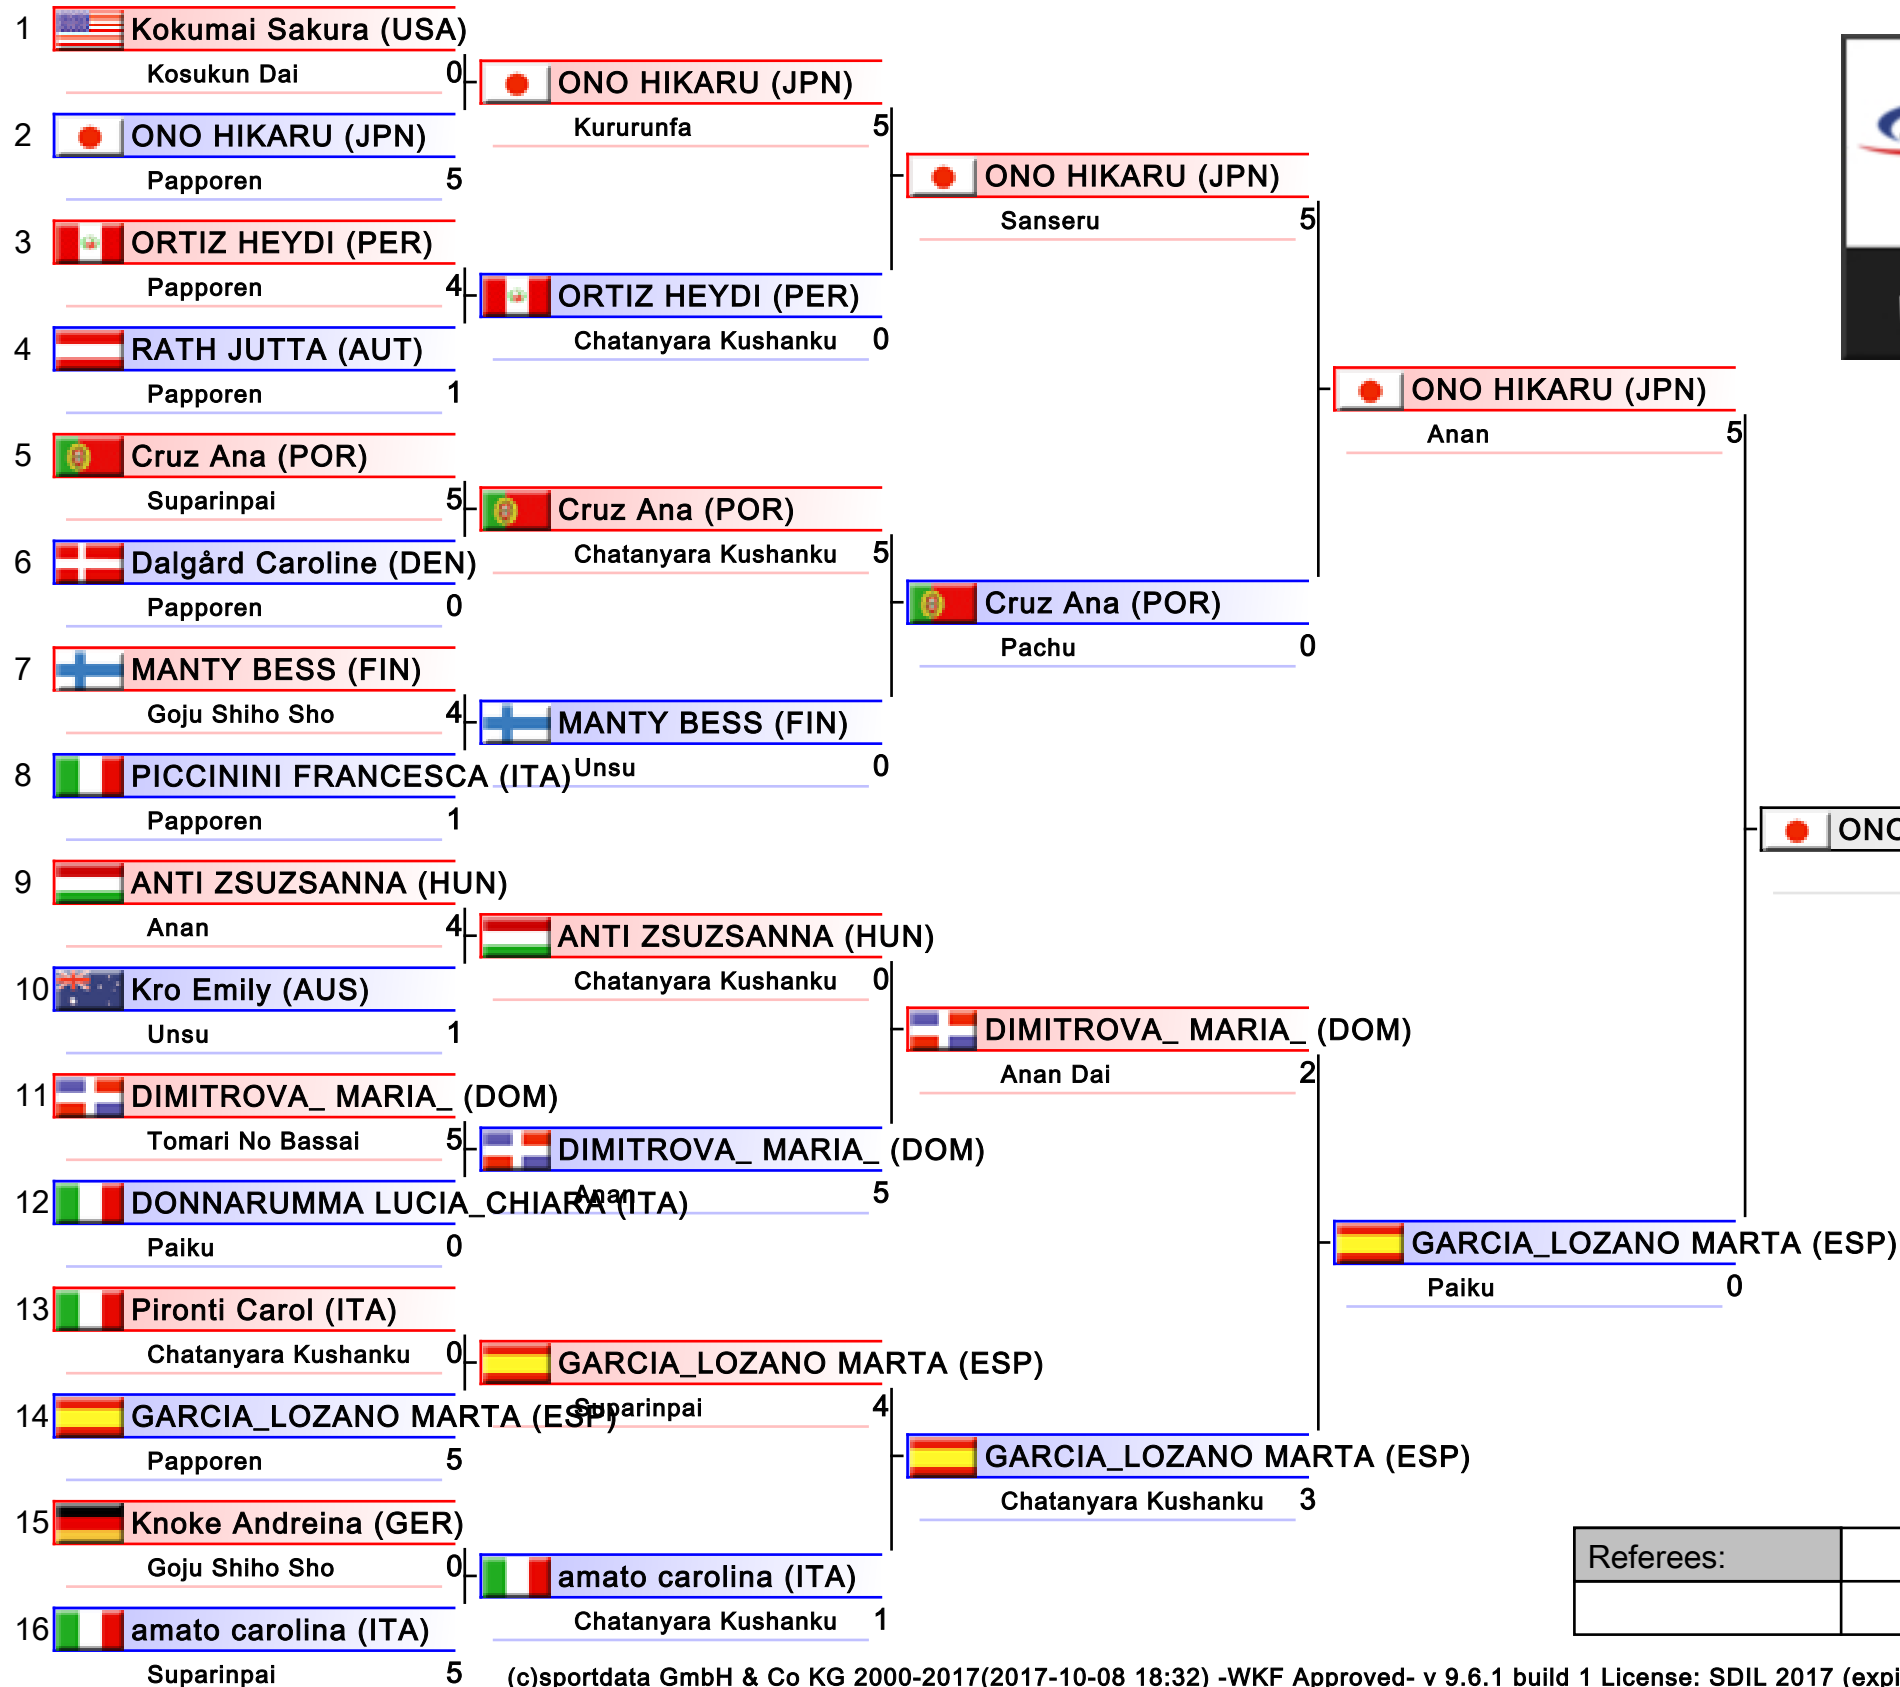 1 Kokumai Sakura (USA)
Kosukun Dai 0
2 ONO HIKARU (JPN)
Papporen 5
3 ORTIZ HEYDI (PER)
Papporen 4
4 RATH JUTTA (AUT)
Papporen 1
5 Cruz Ana (POR)
Suparinpai 5
6 Dalgård Caroline (DEN)
Papporen 0
7 MANTY BESS (FIN)
Goju Shiho Sho 4
8 PICCININI FRANCESCA (ITA)
Papporen 1
9 ANTI ZSUZSANNA (HUN)
Anan 4
10 Kro Emily (AUS)
Unsu 1
11 DIMITROVA_ MARIA_ (DOM)
Tomari No Bassai 5
12 DONNARUMMA LUCIA_CHIARA (ITA)
Paiku 0
13 Pironti Carol (ITA)
Chatanyara Kushanku 0
14 GARCIA_LOZANO MARTA (ESP)
Papporen 5
15 Knoke Andreina (GER)
Goju Shiho Sho 0
16 amato carolina (ITA)
Suparinpai 5
ONO HIKARU (JPN)
Kururunfa 5
ORTIZ HEYDI (PER)
Chatanyara Kushanku 0
Cruz Ana (POR)
Chatanyara Kushanku 5
MANTY BESS (FIN)
Unsu 0
ANTI ZSUZSANNA (HUN)
Chatanyara Kushanku 0
DIMITROVA_ MARIA_ (DOM)
Anan 5
GARCIA_LOZANO MARTA (ESP)
Suparinpai 4
amato carolina (ITA)
Chatanyara Kushanku 1
ONO HIKARU (JPN)
Sanseru 5
Cruz Ana (POR)
Pachu 0
DIMITROVA_ MARIA_ (DOM)
Anan Dai 2
GARCIA_LOZANO MARTA (ESP)
Chatanyara Kushanku 3
ONO HIKARU (JPN)
Anan 5
GARCIA_LOZANO MARTA (ESP)
Paiku 0
ONO
Referees:
(c)sportdata GmbH & Co KG 2000-2017(2017-10-08 18:32) -WKF Approved- v 9.6.1 build 1 License: SDIL 2017 (expi